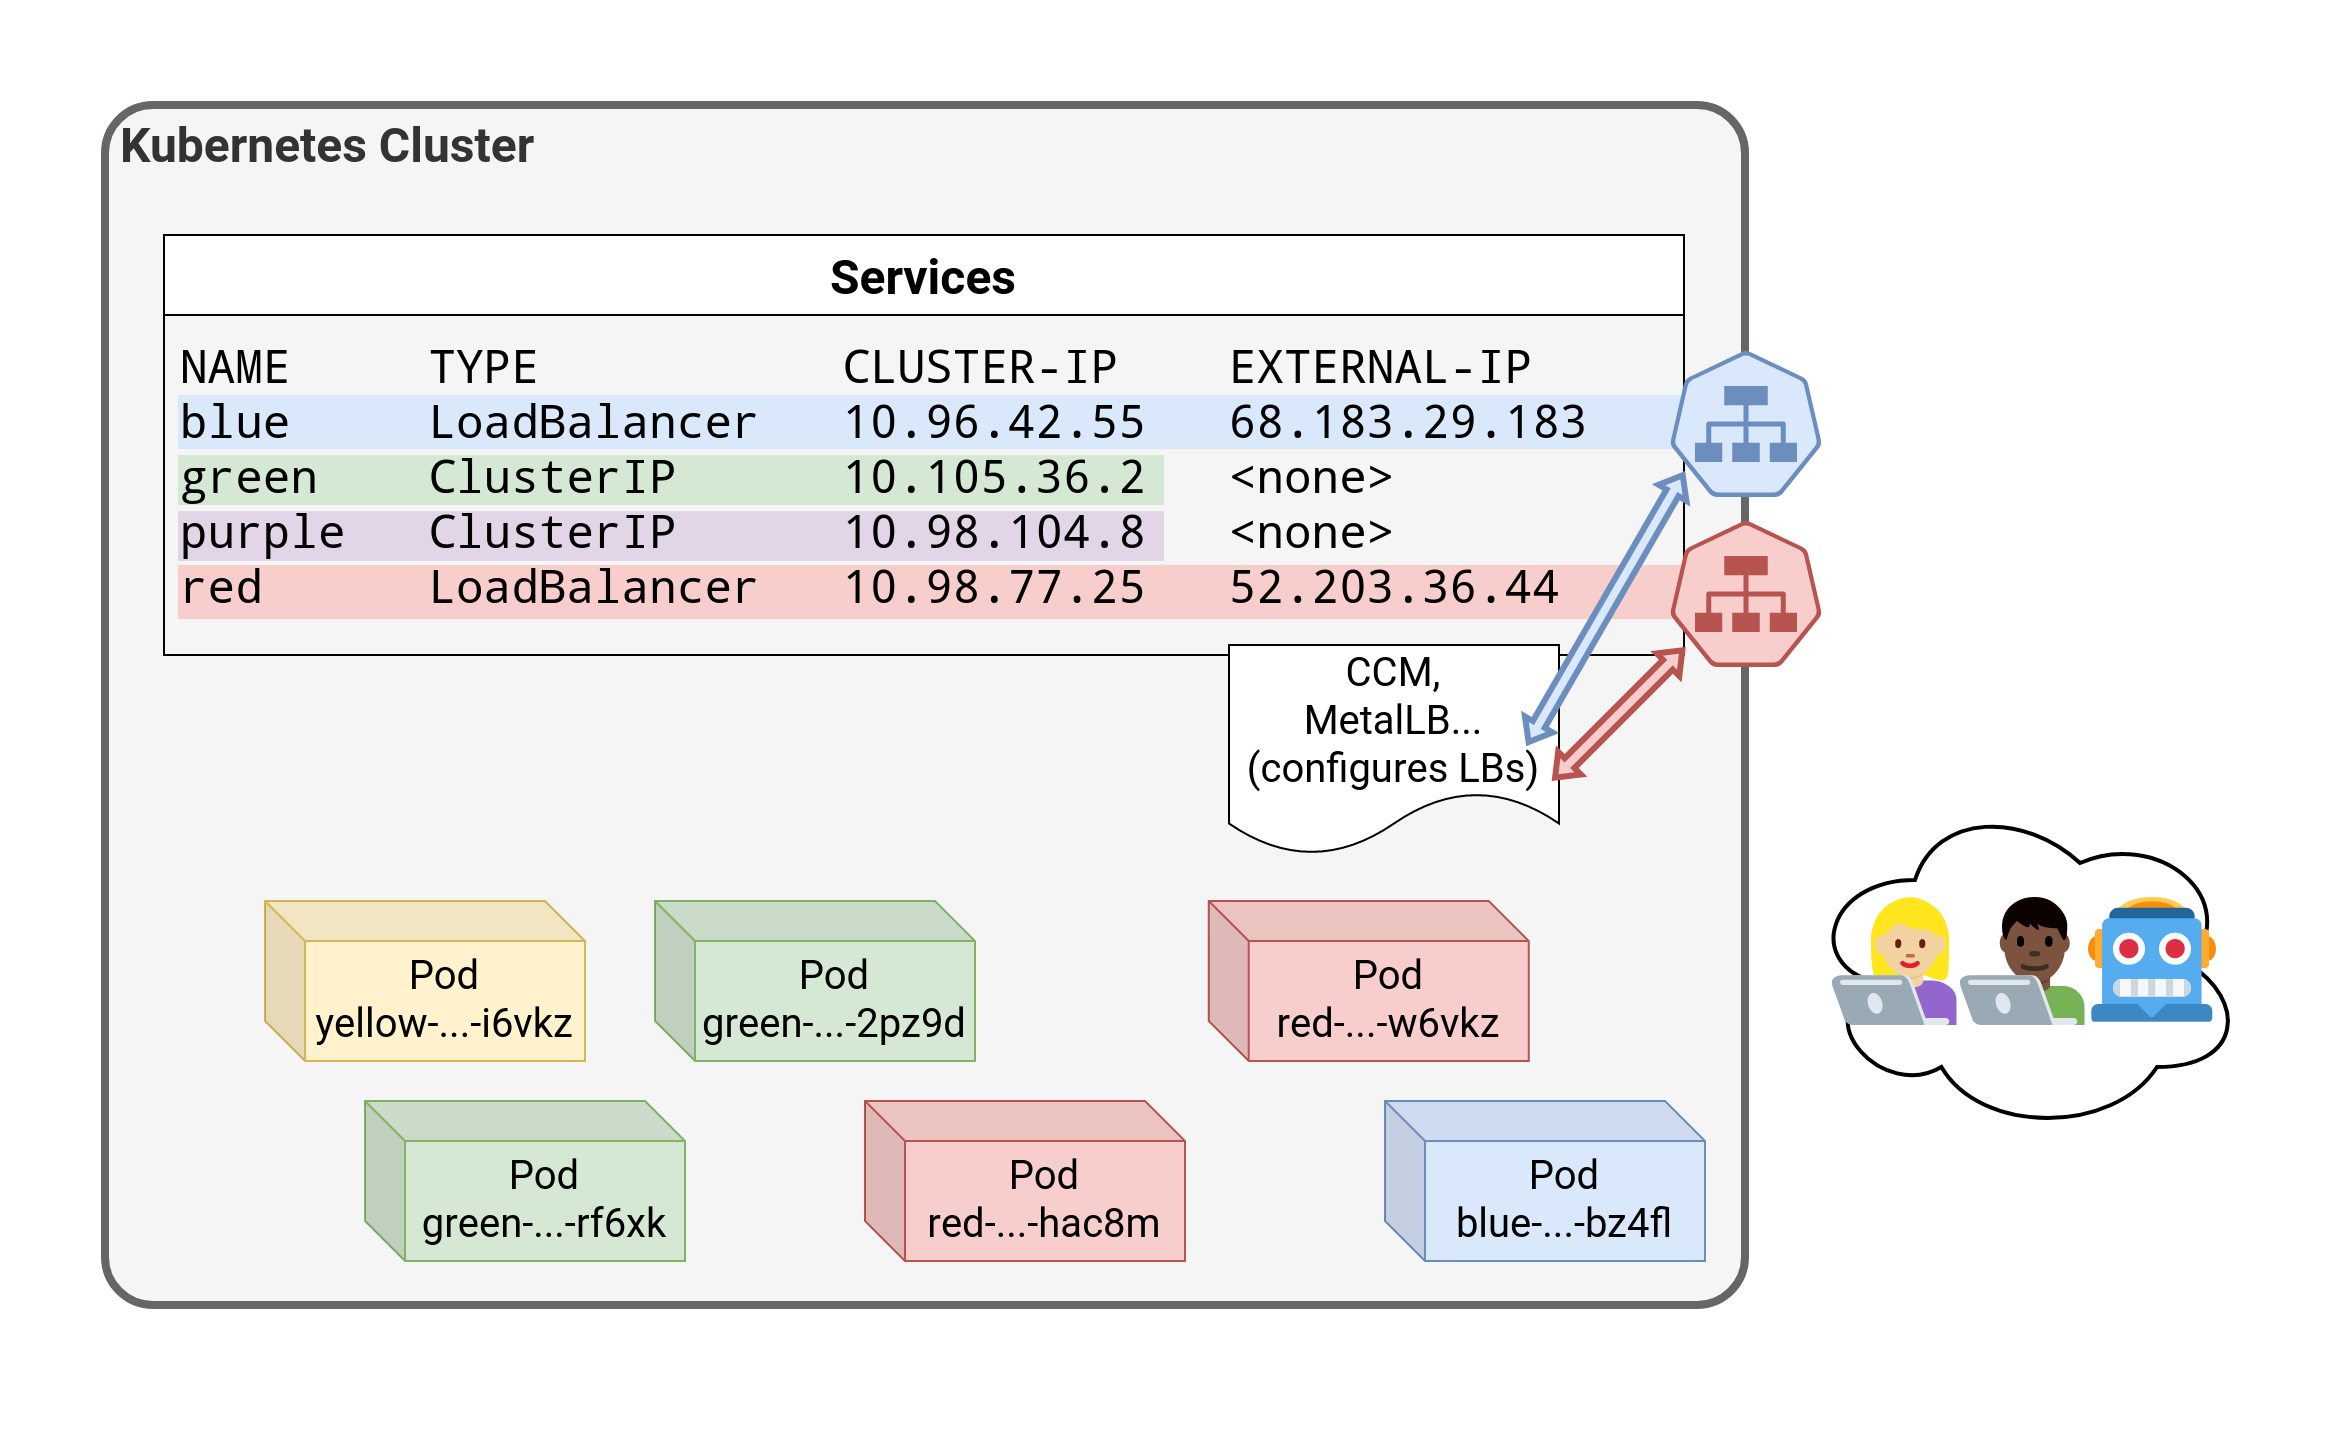 Kubernetes Cluster
Services
NAME TYPE CLUSTER-IP EXTERNAL-IP
blue LoadBalancer 10.96.42.55 68.183.29.183
green ClusterIP 10.105.36.2 <none>
purple ClusterIP 10.98.104.8 <none>
red LoadBalancer 10.98.77.25 52.203.36.44
CCM,
MetalLB...
(configures LBs)
Pod
yellow-...-i6vkz
Pod
green-...-2pz9d
Pod
red-...-w6vkz
Pod
green-...-rf6xk
Pod
red-...-hac8m
Pod
blue-...-bz4fl